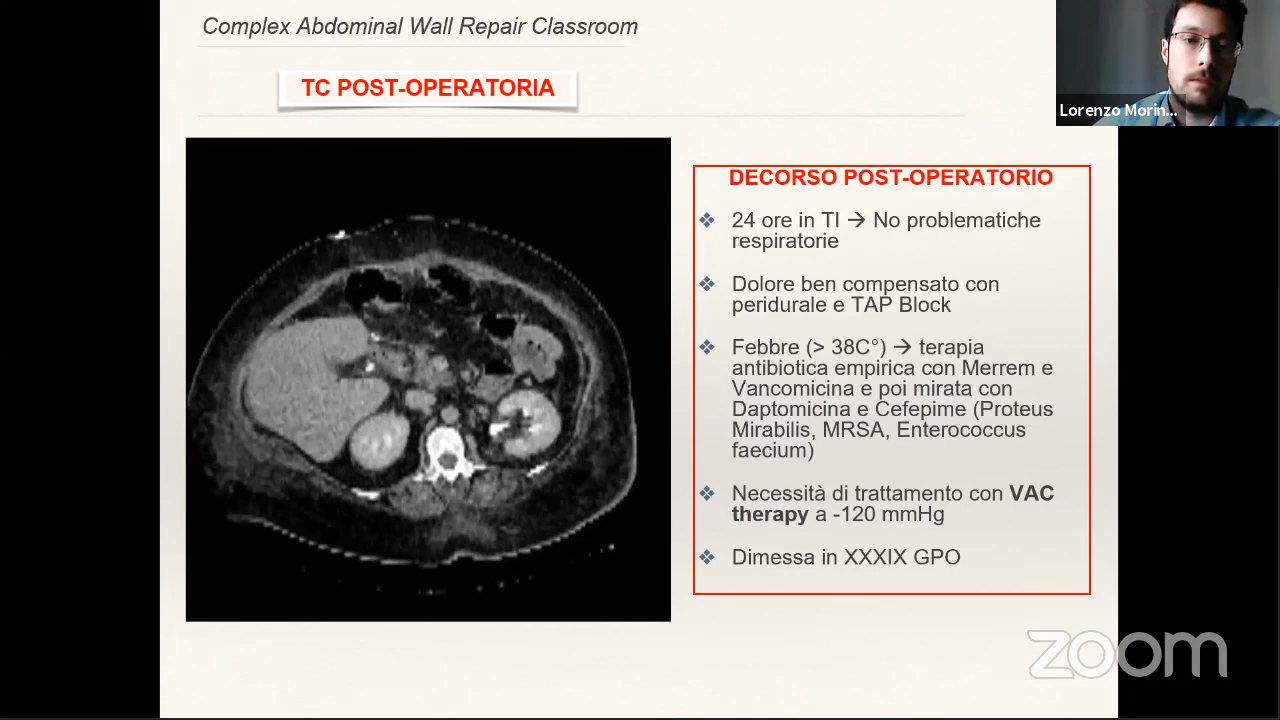 Complex Abdominal Wall Repair Classroom
TC POST-OPERATORIA
Lorenzo Morin...
DECORSO POST-OPERATORIO
❖ 24 ore in TI → No problematiche
respiratorie
❖ Dolore ben compensato con
peridurale e TAP Block
❖ Febbre (> 38C°) → terapia
antibiotica empirica con Merrem e
Vancomicina e poi mirata con
Daptomicina e Cefepime (Proteus
Mirabilis, MRSA, Enterococcus
faecium)
❖ Necessità di trattamento con VAC
therapy a -120 mmHg
❖ Dimessa in XXXIX GPO
zoom